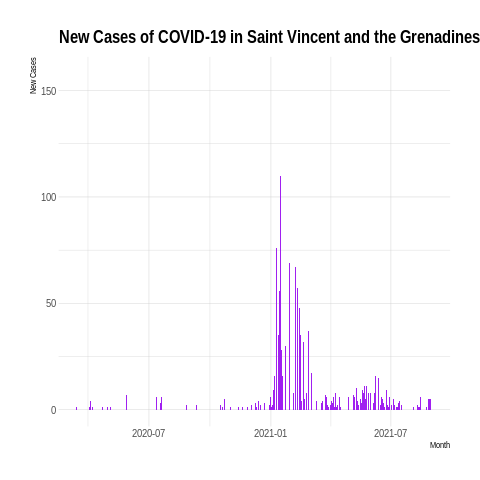 New Cases of COVID-19 in Saint Vincent and the Grenadines
New Cases
150
100
50
0
2020-07 2021-01 2021-07
Month